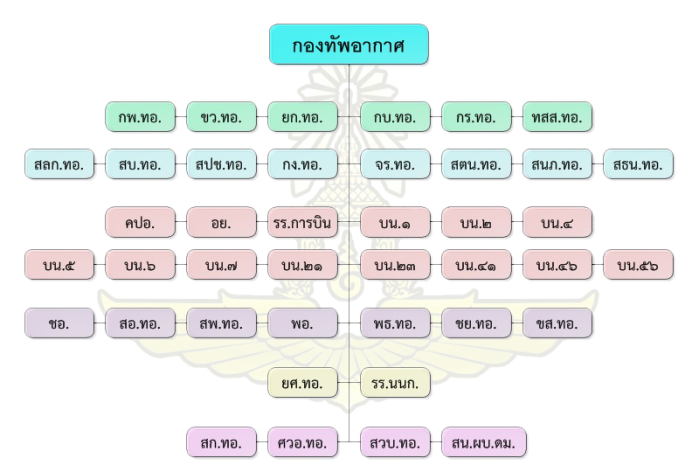 กองทัพอากาศ
กพ.ทอ. ขว.ทอ. ยก.ทอ. กบ.ทอ. กร.ทอ. ทสส.ทอ.
สลก.ทอ. สบ.ทอ. สปช.ทอ. กง.ทอ. จร.ทอ. สตน.ทอ. สนภ.ทอ. สธน.ทอ.
คปอ. อย. รร.การบิน บน.๑ บน.๒ บน.๔
บน.๕ บน.๖ บน.๗ บน.๒๑ บน.๒๓ บน.๔๑ บน.๔๖ บน.๕๖
ชอ. สอ.ทอ. สพ.ทอ. พอ. พธ.ทอ. ชย.ทอ. ขส.ทอ.
ยศ.ทอ. รร.นนก.
สก.ทอ. ศวอ.ทอ. สวบ.ทอ. สน.ผบ.ดม.